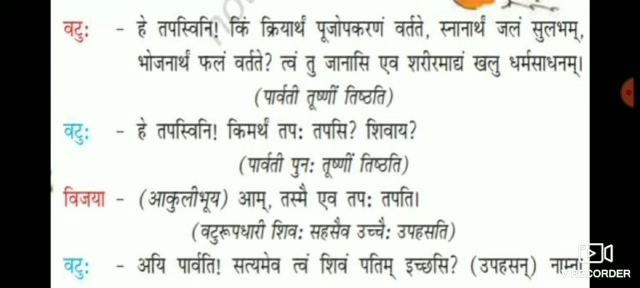 वटुः - हे तपस्विनि! किं क्रियार्थं पूजोपकरणं वर्तते, स्नानार्थं जलं सुलभम्,
भोजनार्थं फलं वर्तते? त्वं तु जानासि एव शरीरमाद्यं खलु धर्मसाधनम्।
(पार्वती तूष्णीं तिष्ठति)
वटुः - हे तपस्विनि! किमर्थं तपः तपसि? शिवाय?
(पार्वती पुनः तूष्णीं तिष्ठति)
विजया - (आकुलीभूय) आम्, तस्मै एव तपः तपति।
(वटुरूपधारी शिवः सहसैव उच्चैः उपहसति)
वटुः - अयि पार्वति! सत्यमेव त्वं शिवं पतिम् इच्छसि? (उपहसन्) नाम्ना
RECORDER